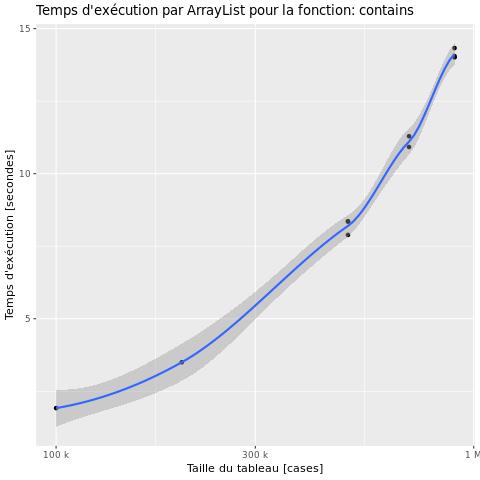 Temps d'exécution par ArrayList pour la fonction: contains
15
10
5
Temps d'exécution [secondes]
100 k
300 k
1 M
Taille du tableau [cases]